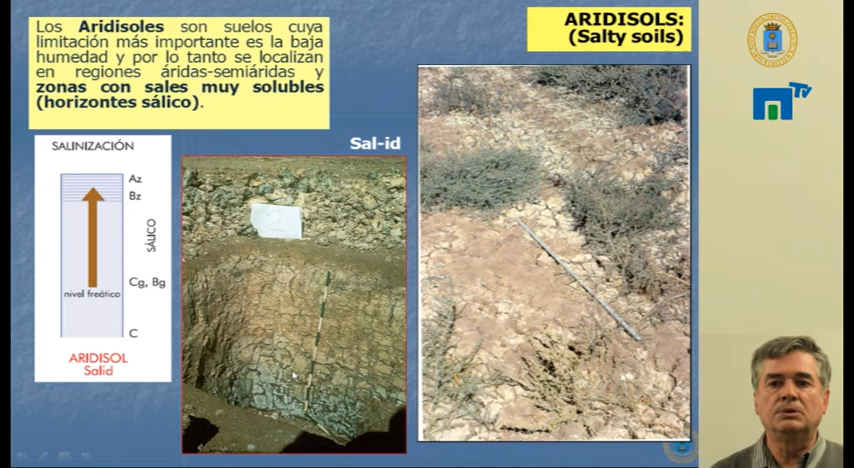 Los Aridisoles son suelos cuya
limitación más importante es la baja
humedad y por lo tanto se localizan
en regiones áridas-semiáridas y
zonas con sales muy solubles
(horizontes sálico).
ARIDISOLS:
(Salty soils)
Tv
Sal-id
SALINIZACIÓN
Az
Bz
SÁLICO
Cg, Bg
nivel freático
C
ARIDISOL
Salid
2